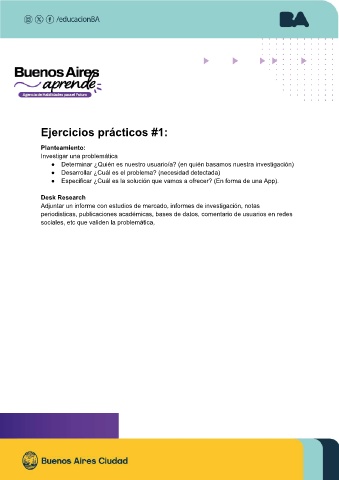 /educacionBA
BA
Buenos Aires
aprende
Agencia de Habilidades para el Futuro
Ejercicios prácticos #1:
Planteamiento:
Investigar una problemática
● Determinar ¿Quién es nuestro usuario/a? (en quién basamos nuestra investigación)
● Desarrollar ¿Cuál es el problema? (necesidad detectada)
● Especificar ¿Cuál es la solución que vamos a ofrecer? (En forma de una App).
Desk Research
Adjuntar un informe con estudios de mercado, informes de investigación, notas
periodísticas, publicaciones académicas, bases de datos, comentario de usuarios en redes
sociales, etc que validen la problemática.
Buenos Aires Ciudad